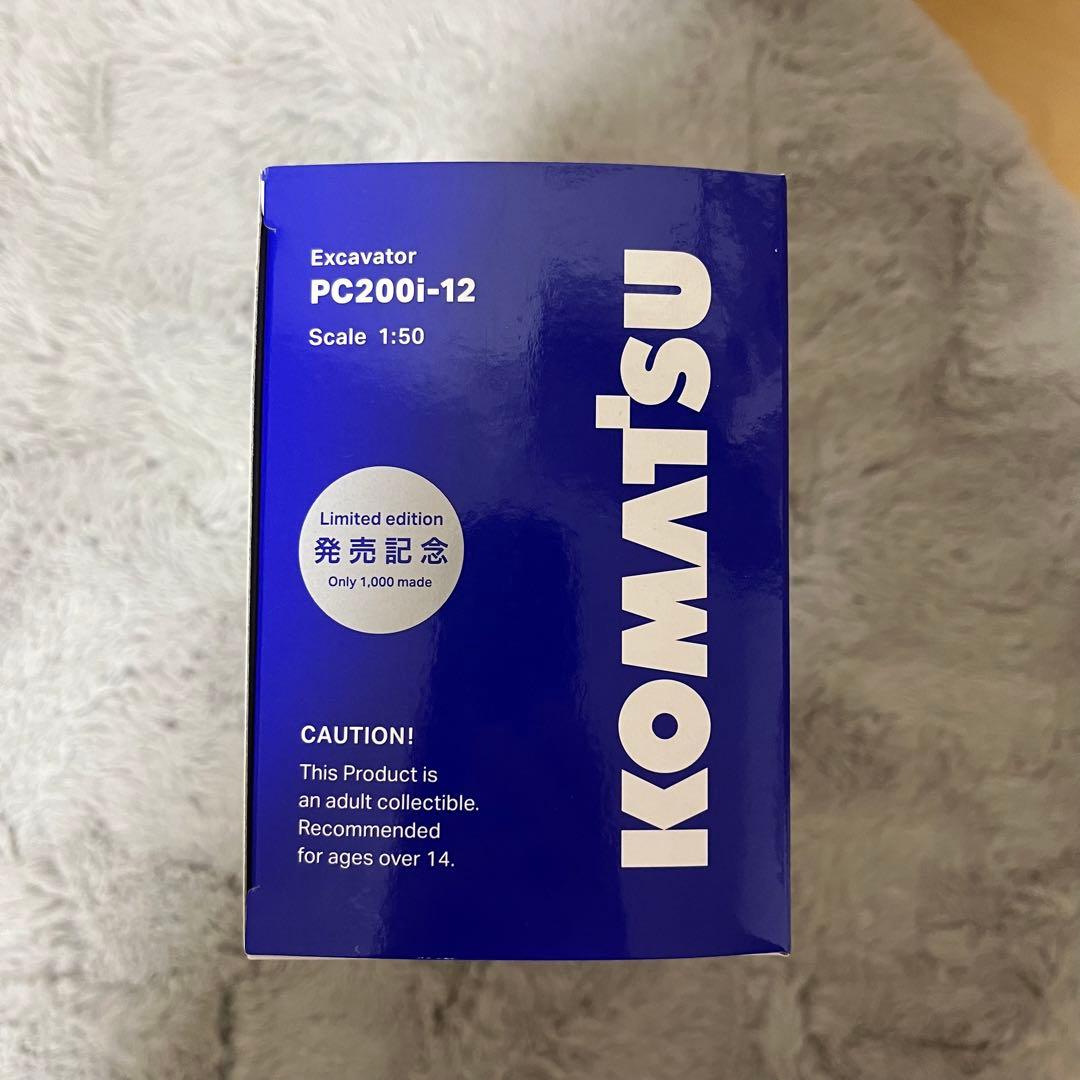 Excavator
PC200i-12
Scale 1:50
Limited edition
発売記念
Only 1,000 made
CAUTION!
This Product is
an adult collectible.
Recommended
for ages over 14.
KOMATSU